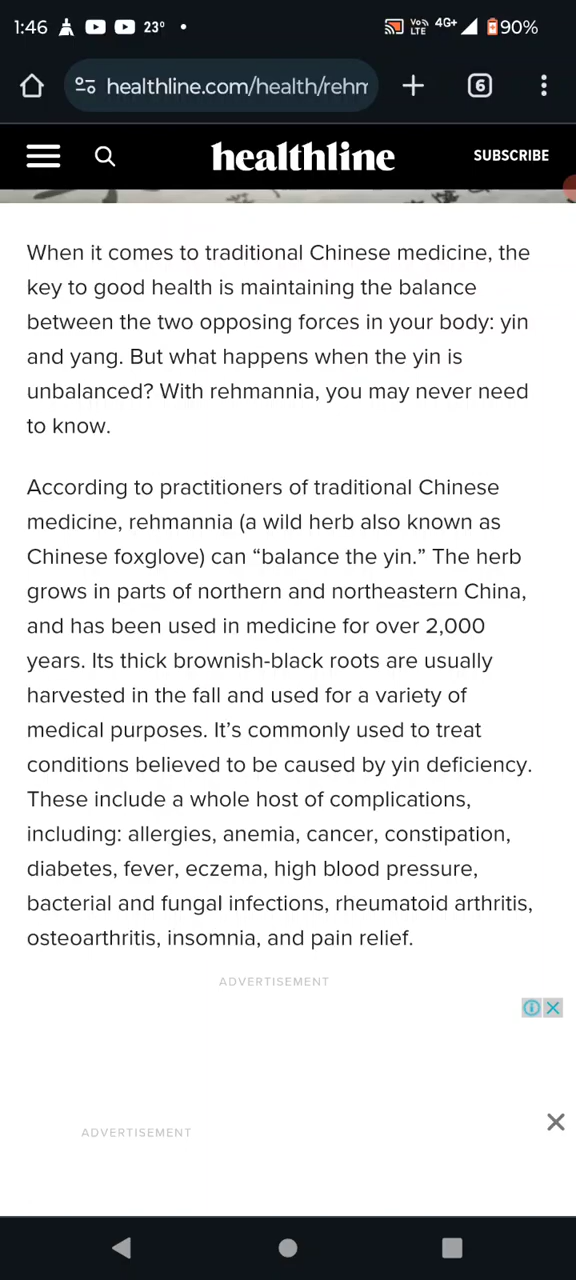 1:46 23° Vo) LTE 4G+ 90%
healthline.com/health/rehm 6
healthline SUBSCRIBE
When it comes to traditional Chinese medicine, the
key to good health is maintaining the balance
between the two opposing forces in your body: yin
and yang. But what happens when the yin is
unbalanced? With rehmannia, you may never need
to know.
According to practitioners of traditional Chinese
medicine, rehmannia (a wild herb also known as
Chinese foxglove) can “balance the yin.” The herb
grows in parts of northern and northeastern China,
and has been used in medicine for over 2,000
years. Its thick brownish-black roots are usually
harvested in the fall and used for a variety of
medical purposes. It’s commonly used to treat
conditions believed to be caused by yin deficiency.
These include a whole host of complications,
including: allergies, anemia, cancer, constipation,
diabetes, fever, eczema, high blood pressure,
bacterial and fungal infections, rheumatoid arthritis,
osteoarthritis, insomnia, and pain relief.
ADVERTISEMENT
ADVERTISEMENT